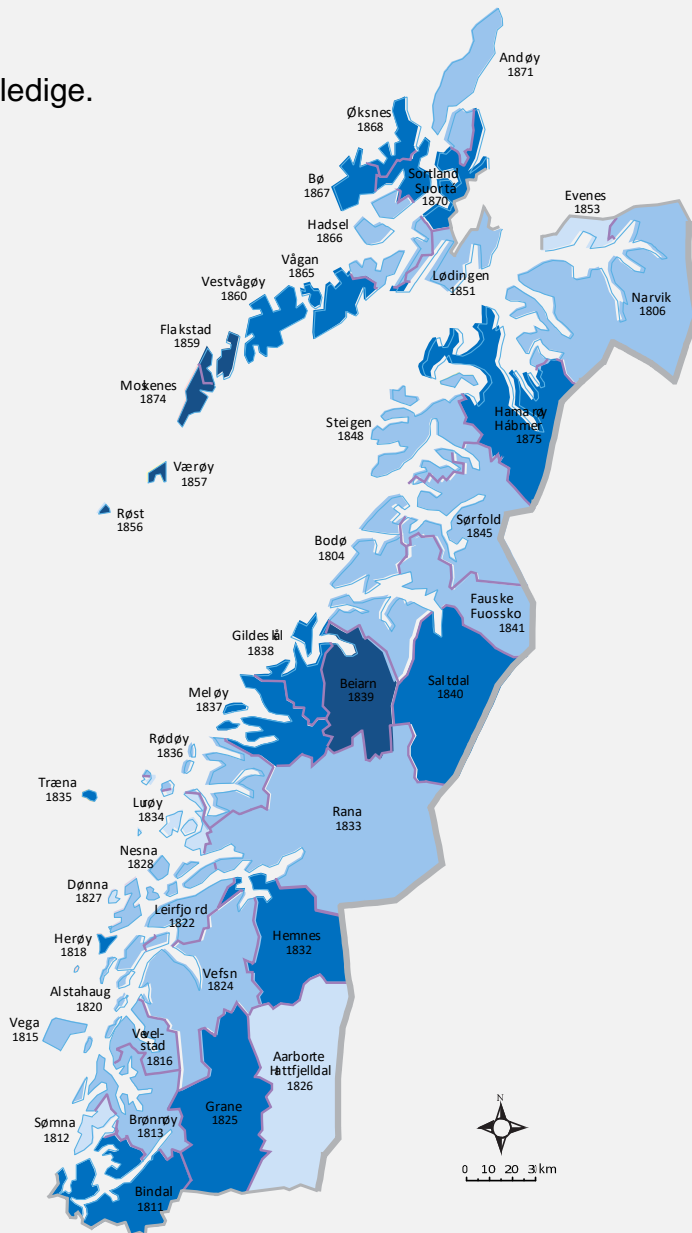 ledige.
Andøy
1871
Øksnes
1868
Bø
1867
Sortland
Suortá
1870
Hadsel
1866
Evenes
1853
Vågan
1865
Lødingen
1851
Vestvågøy
1860
Narvik
1806
Flakstad
1859
Moskenes
1874
Hamarøy
Hábmer
1875
Steigen
1848
Værøy
1857
Røst
1856
Sørfold
1845
Bodø
1804
Fauske
Fuossko
1841
Gildeskål
1838
Beiarn
1839
Saltdal
1840
Meløy
1837
Rødøy
1836
Træna
1835
Lurøy
1834
Rana
1833
Nesna
1828
Dønna
1827
Leirfjord
1822
Herøy
1818
Hemnes
1832
Vefsn
1824
Alstahaug
1820
Vega
1815
Vevel-
stad
1816
Aarborte
Hattfjelldal
1826
Grane
1825
Sømna
1812
Brønnøy
1813
Bindal
1811
N
0 10 20 30 km